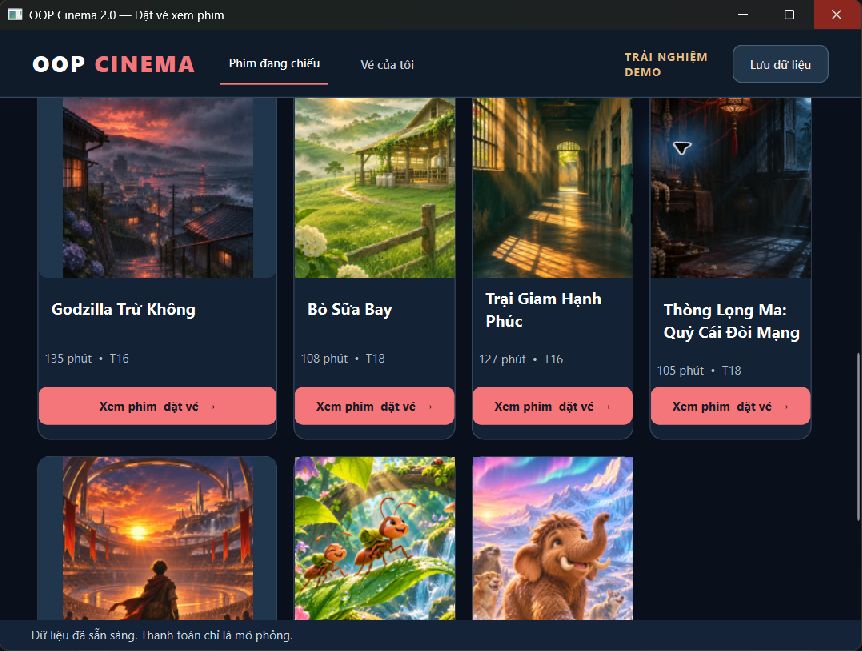 OOP Cinema 2.0 — Đặt vé xem phim
OOP CINEMA
Phim đang chiếu
Vé của tôi
TRẢI NGHIỆM
DEMO
Lưu dữ liệu
Godzilla Trừ Không
135 phút • T16
Xem phim đặt vé →
Bò Sữa Bay
108 phút • T18
Xem phim đặt vé →
Trại Giam Hạnh
Phúc
127 phút • T16
Xem phim đặt vé →
Thòng Lọng Ma:
Quỷ Cái Đòi Mạng
105 phút • T18
Xem phim đặt vé →
Dữ liệu đã sẵn sàng. Thanh toán chỉ là mô phỏng.